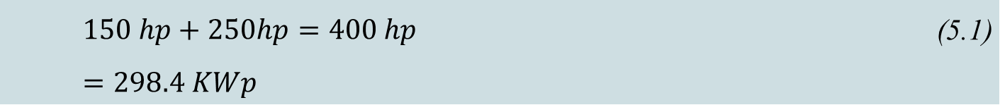 150 hp + 250hp = 400 hp (5.1)
= 298.4 KWp